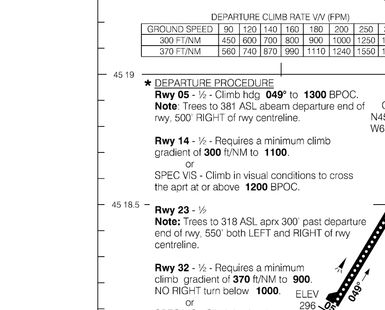 DEPARTURE CLIMB RATE V/V (FPM)
GROUND SPEED 90 120 140 160 180 200 250
300 FT/NM 450 600 700 800 900 1000 1250
370 FT/NM 560 740 870 990 1110 1240 1550
45 19
* DEPARTURE PROCEDURE
Rwy 05 - ½ - Climb hdg 049° to 1300 BPOC.
Note: Trees to 381 ASL abeam departure end of
rwy, 500' RIGHT of rwy centreline.
N45
W6
Rwy 14 - ½ - Requires a minimum climb
gradient of 300 ft/NM to 1100.
or
SPEC VIS - Climb in visual conditions to cross
the aprt at or above 1200 BPOC.
45 18.5
Rwy 23 - ½
Note: Trees to 318 ASL aprx 300' past departure
end of rwy, 550' both LEFT and RIGHT of rwy
centreline.
Rwy 32 - ½ - Requires a minimum
climb gradient of 370 ft/NM to 900.
NO RIGHT turn below 1000.
or
ELEV
296
049°